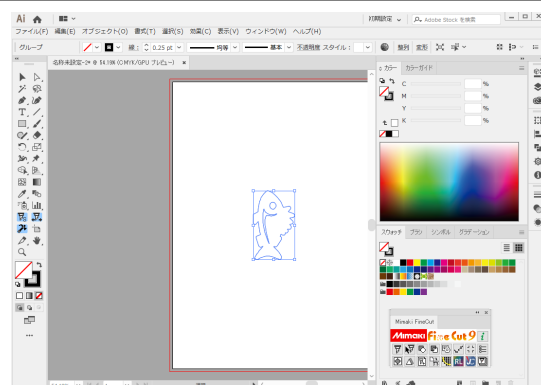 Ai
初期設定
Adobe Stock を検索
ファイル(F) 編集(E) オブジェクト(O) 書式(T) 選択(S) 効果(C) 表示(V) ウィンドウ(W) ヘルプ(H)
グループ 線: 0.25 pt 均等 基本 不透明度 スタイル: 整列 変形
名称未設定-2* @ 54.19% (CMYK/GPU プレビュー) ×
カラー カラーガイド
C %
M %
Y %
K %
スウォッチ ブラシ シンボル グラデーション
Mimaki FineCut
Mimaki Fine Cut 9 i